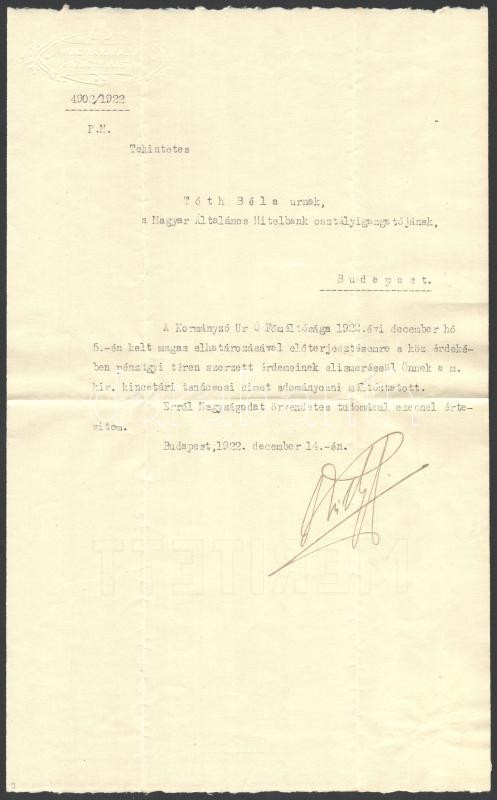 4902/1922
P.M.
Tekintetes
Tóth Béla urnak,
a Magyar Általános Hitelbank osztályigazgatójának,
Budapest.
A Kormányzó Ur Ő Főméltósága 1922.évi december hó
5.-én kelt magas elhatározásával előterjesztésemre a köz érdeké-
ben pénzügyi téren szerzett érdemeinek elismeréséül Önnek a m.
kir. kincstári tanácsosi cimet adományozni méltóztatott.
Erről Nagyságodat örvendetes tudomásul ezennel érte-
sitem.
Budapest,1922. december 14.-én.
MERITETT